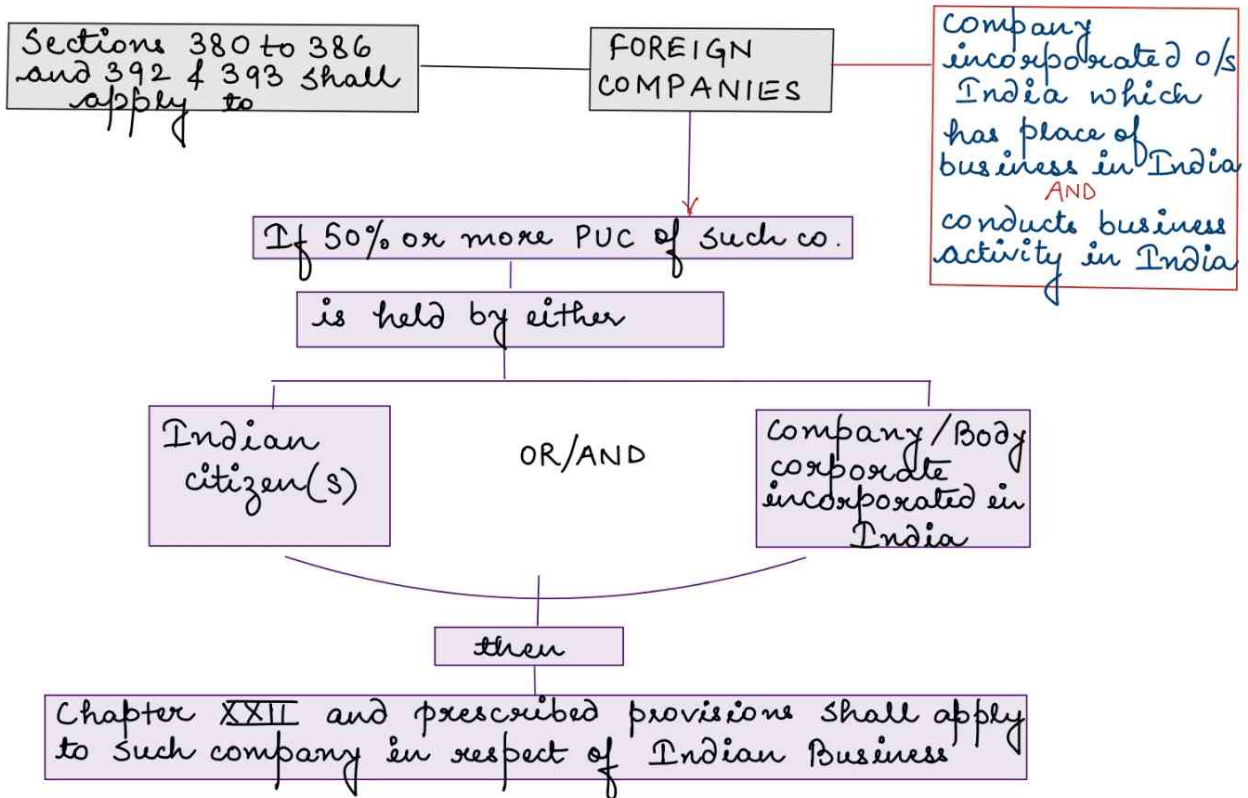 Sections 380 to 386
and 392 & 393 shall
apply to
FOREIGN
COMPANIES
company
incorporated o/s
India which
has place of
business in India
AND
conducts business
activity in India
If 50% or more PUC of such co.
is held by either
Indian
citizen(s)
OR/AND
company/Body
corporate
incorporated in
India
then
Chapter XXII and prescribed provisions shall apply
to such company in respect of Indian Business